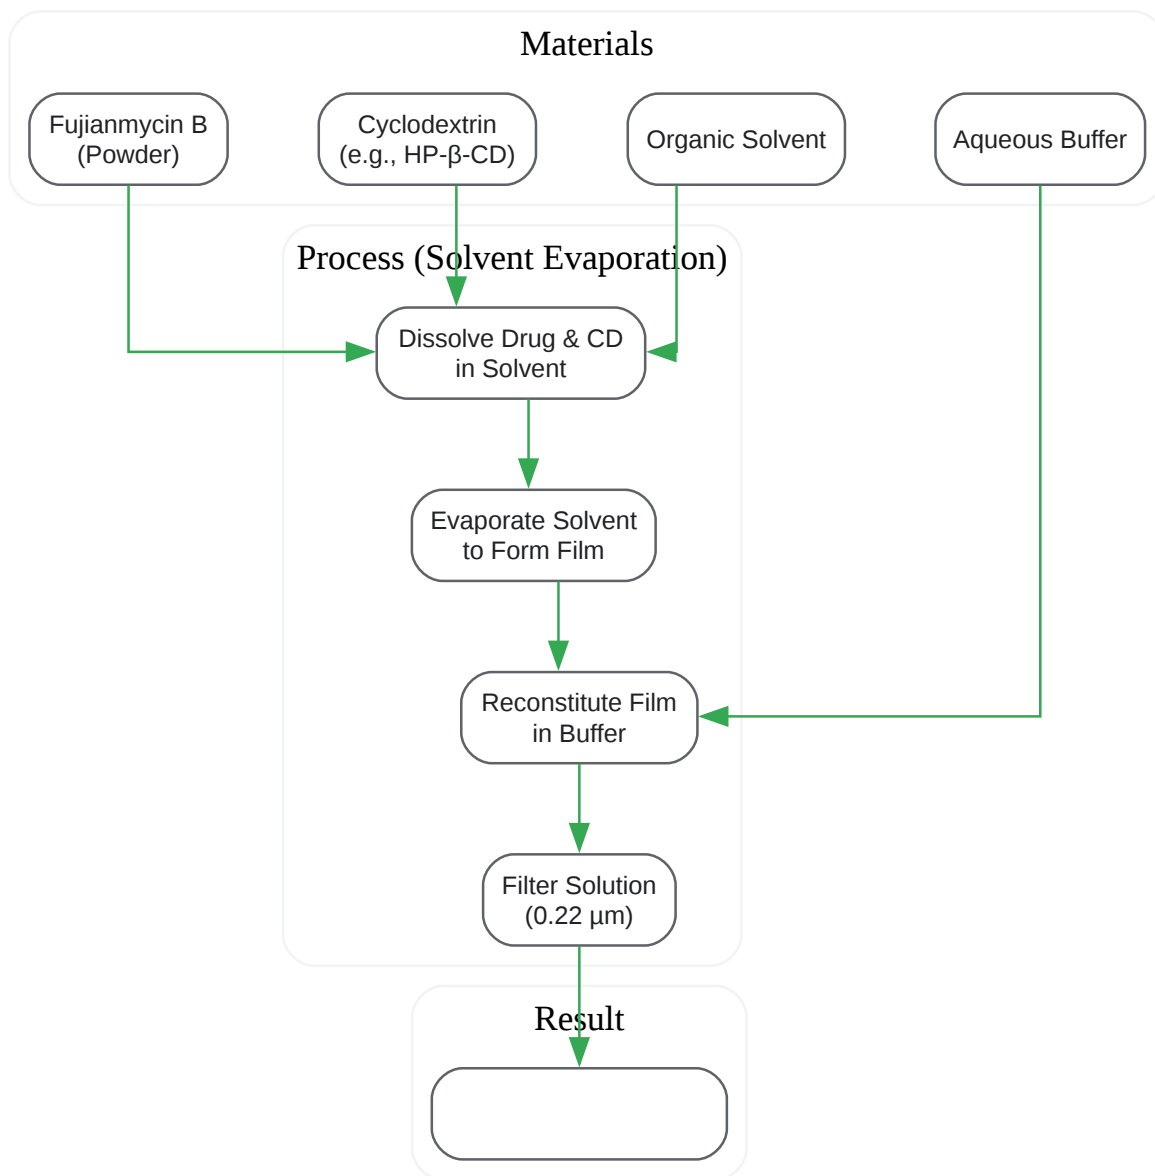 Materials
Fujianmycin B
(Powder)
Cyclodextrin
(e.g., HP-β-CD)
Organic Solvent
Aqueous Buffer
Process (Solvent Evaporation)
Dissolve Drug & CD
in Solvent
Evaporate Solvent
to Form Film
Reconstitute Film
in Buffer
Filter Solution
(0.22 µm)
Result